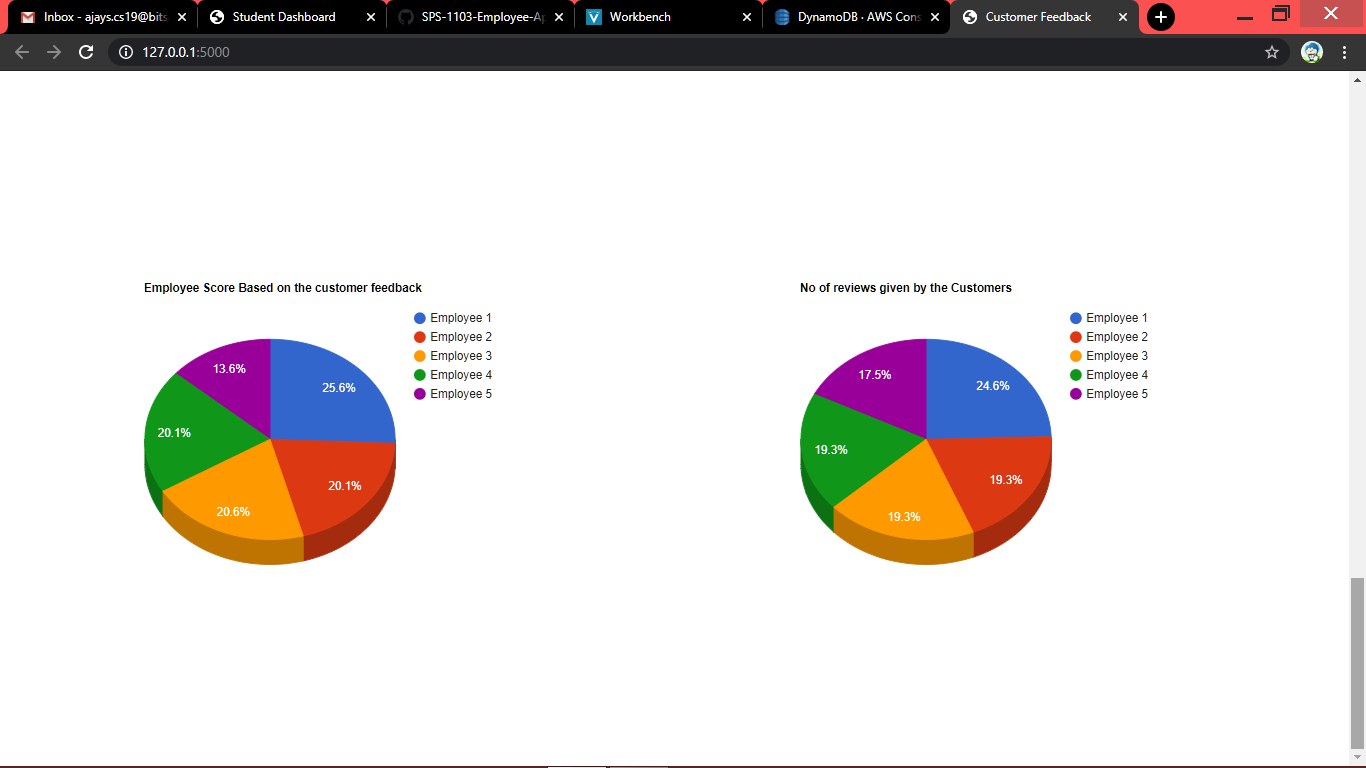 Inbox - ajays.cs19@bits
Student Dashboard
SPS-1103-Employee-Ap
Workbench
DynamoDB · AWS Cons
Customer Feedback
127.0.0.1:5000
Employee Score Based on the customer feedback
Employee 1
Employee 2
Employee 3
Employee 4
Employee 5
13.6%
25.6%
20.1%
20.1%
20.6%
No of reviews given by the Customers
Employee 1
Employee 2
Employee 3
Employee 4
Employee 5
17.5%
24.6%
19.3%
19.3%
19.3%